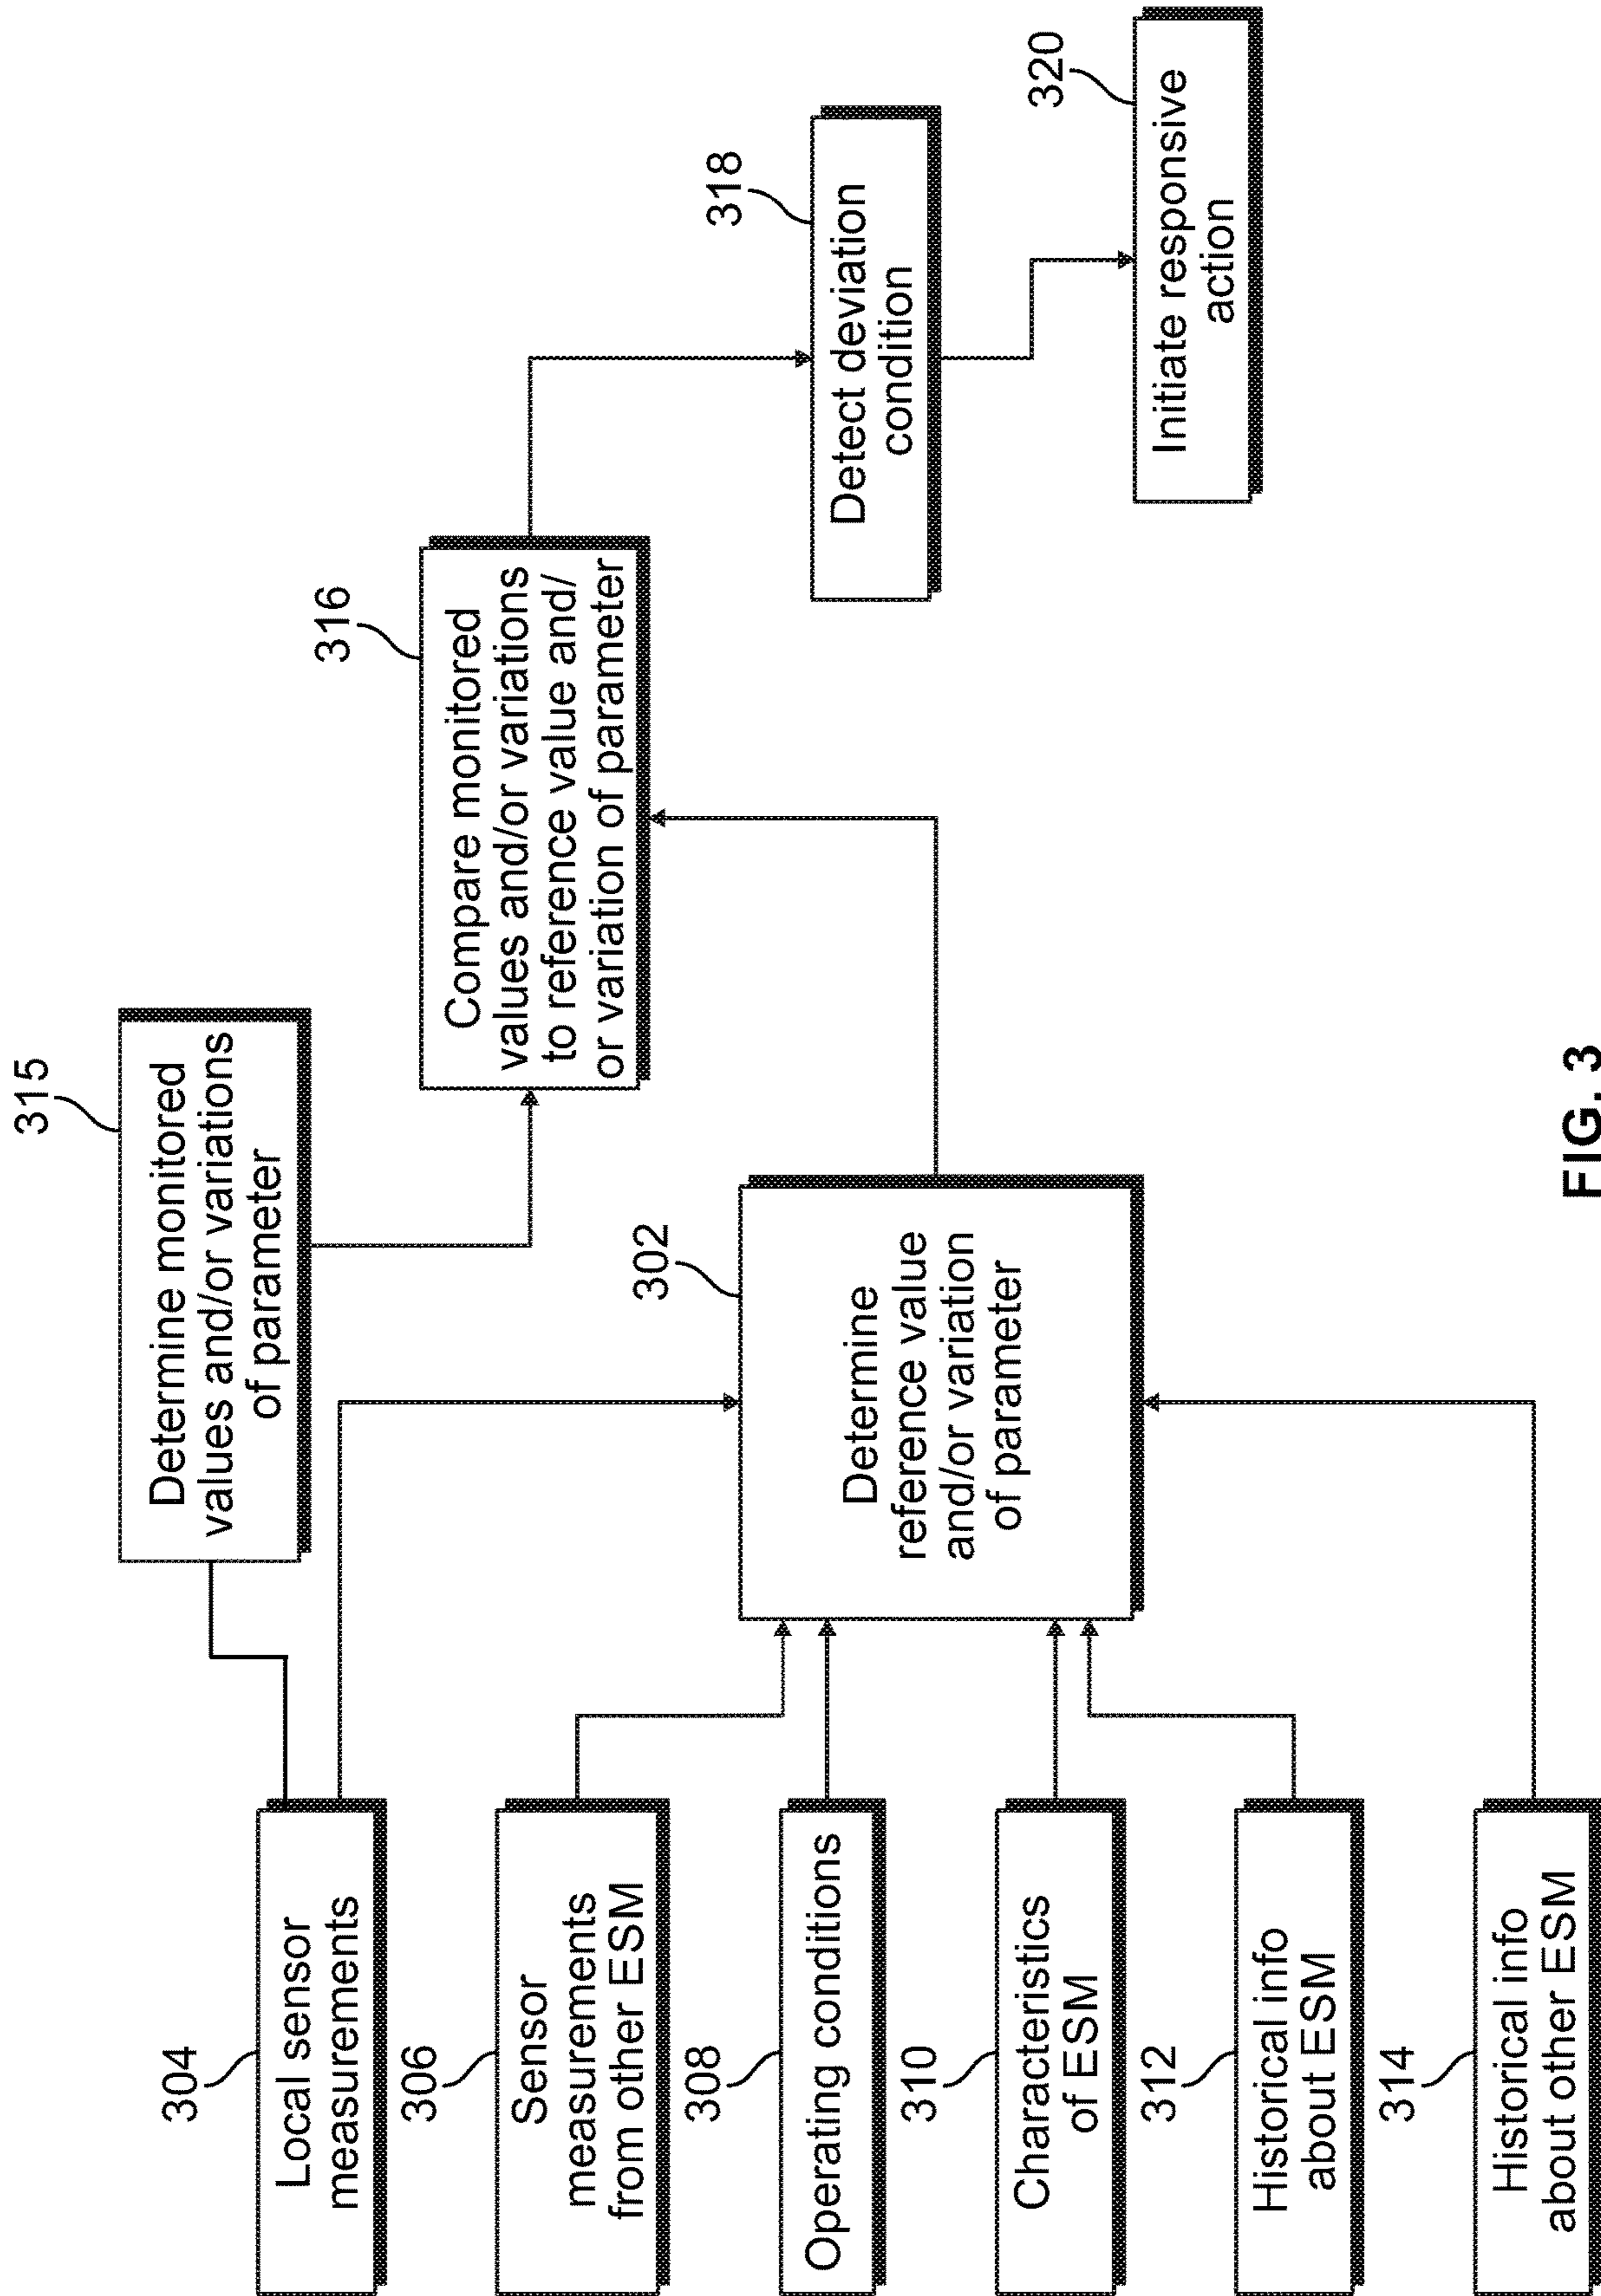 304
Local sensor
measurements
306
Sensor
measurements
from other ESM
308
Operating conditions
310
Characteristics
of ESM
312
Historical info
about ESM
314
Historical info
about other ESM
315
Determine monitored
values and/or variations
of parameter
302
Determine
reference value
and/or variation
of parameter
316
Compare monitored
values and/or variations
to reference value and/
or variation of parameter
318
Detect deviation
condition
320
Initiate responsive
action
FIG. 3